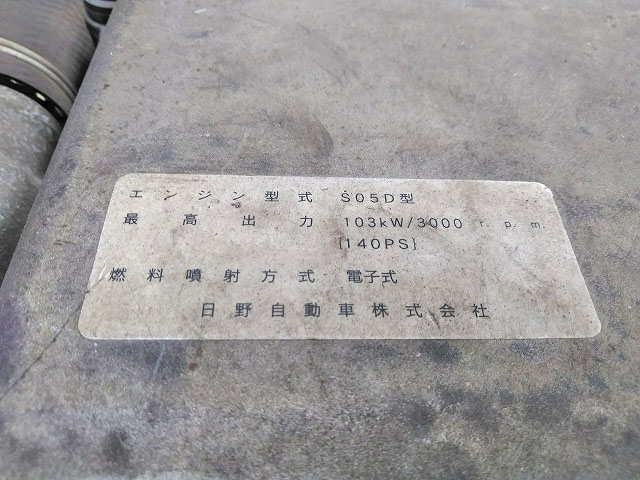 エンジン型式 S05D型
最高出力 103kW/3000 r.p.m.
{140PS}
燃料噴射方式 電子式
日野自動車株式会社